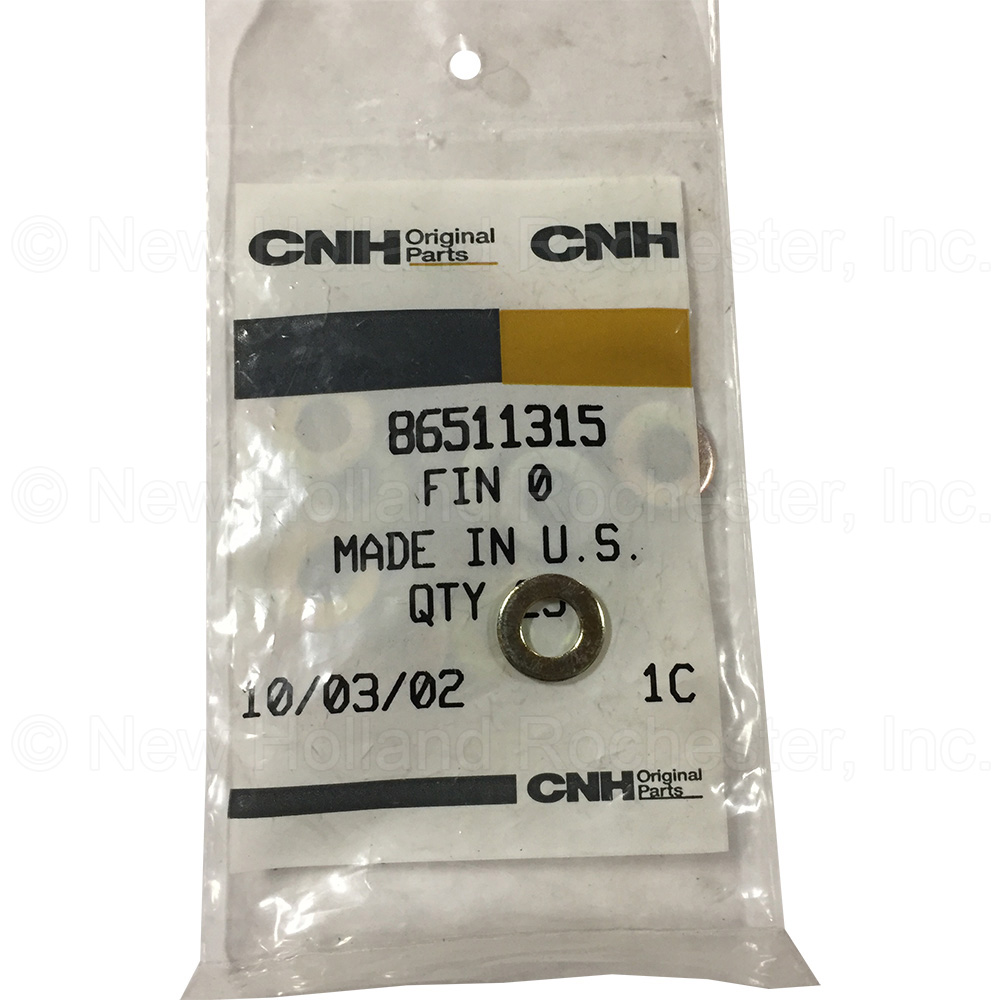 CNH Original Parts CNH
86511315
FIN 0
MADE IN U.S.
QTY
10/03/02 1C
CNH Original Parts
© New Holland Rochester, Inc.
© New Holland Rochester, Inc.
© New Holland Rochester, Inc.